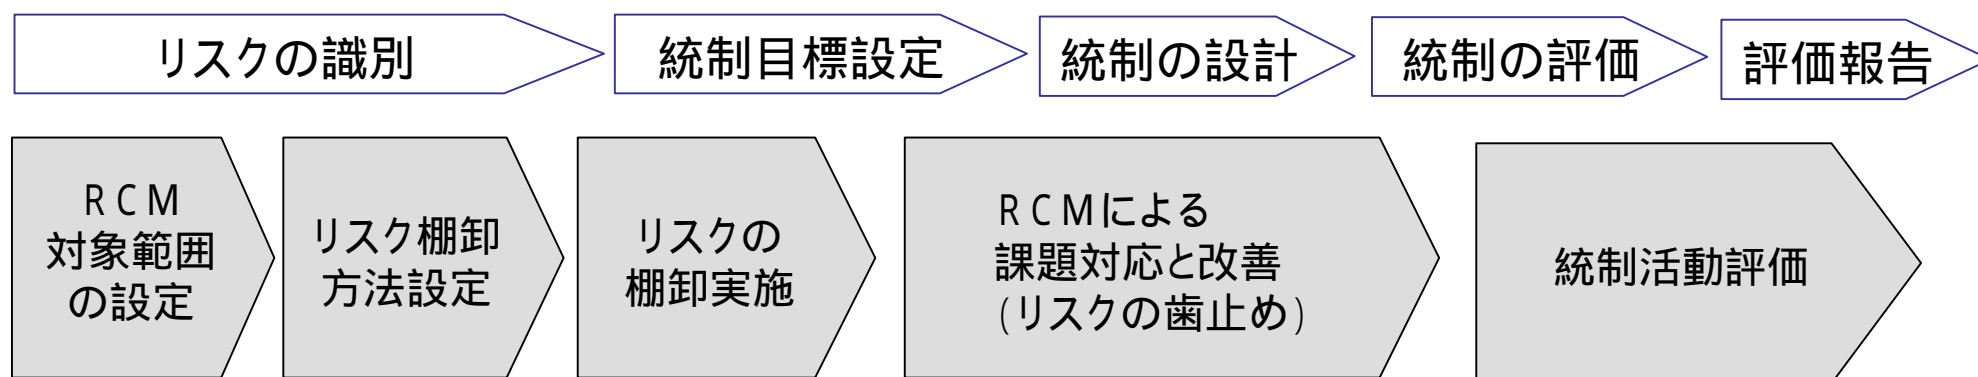 リスクの識別
統制目標設定
統制の設計
統制の評価
評価報告
RCM
対象範囲
の設定
リスク棚卸
方法設定
リスクの
棚卸実施
RCMによる
課題対応と改善
(リスクの歯止め)
統制活動評価